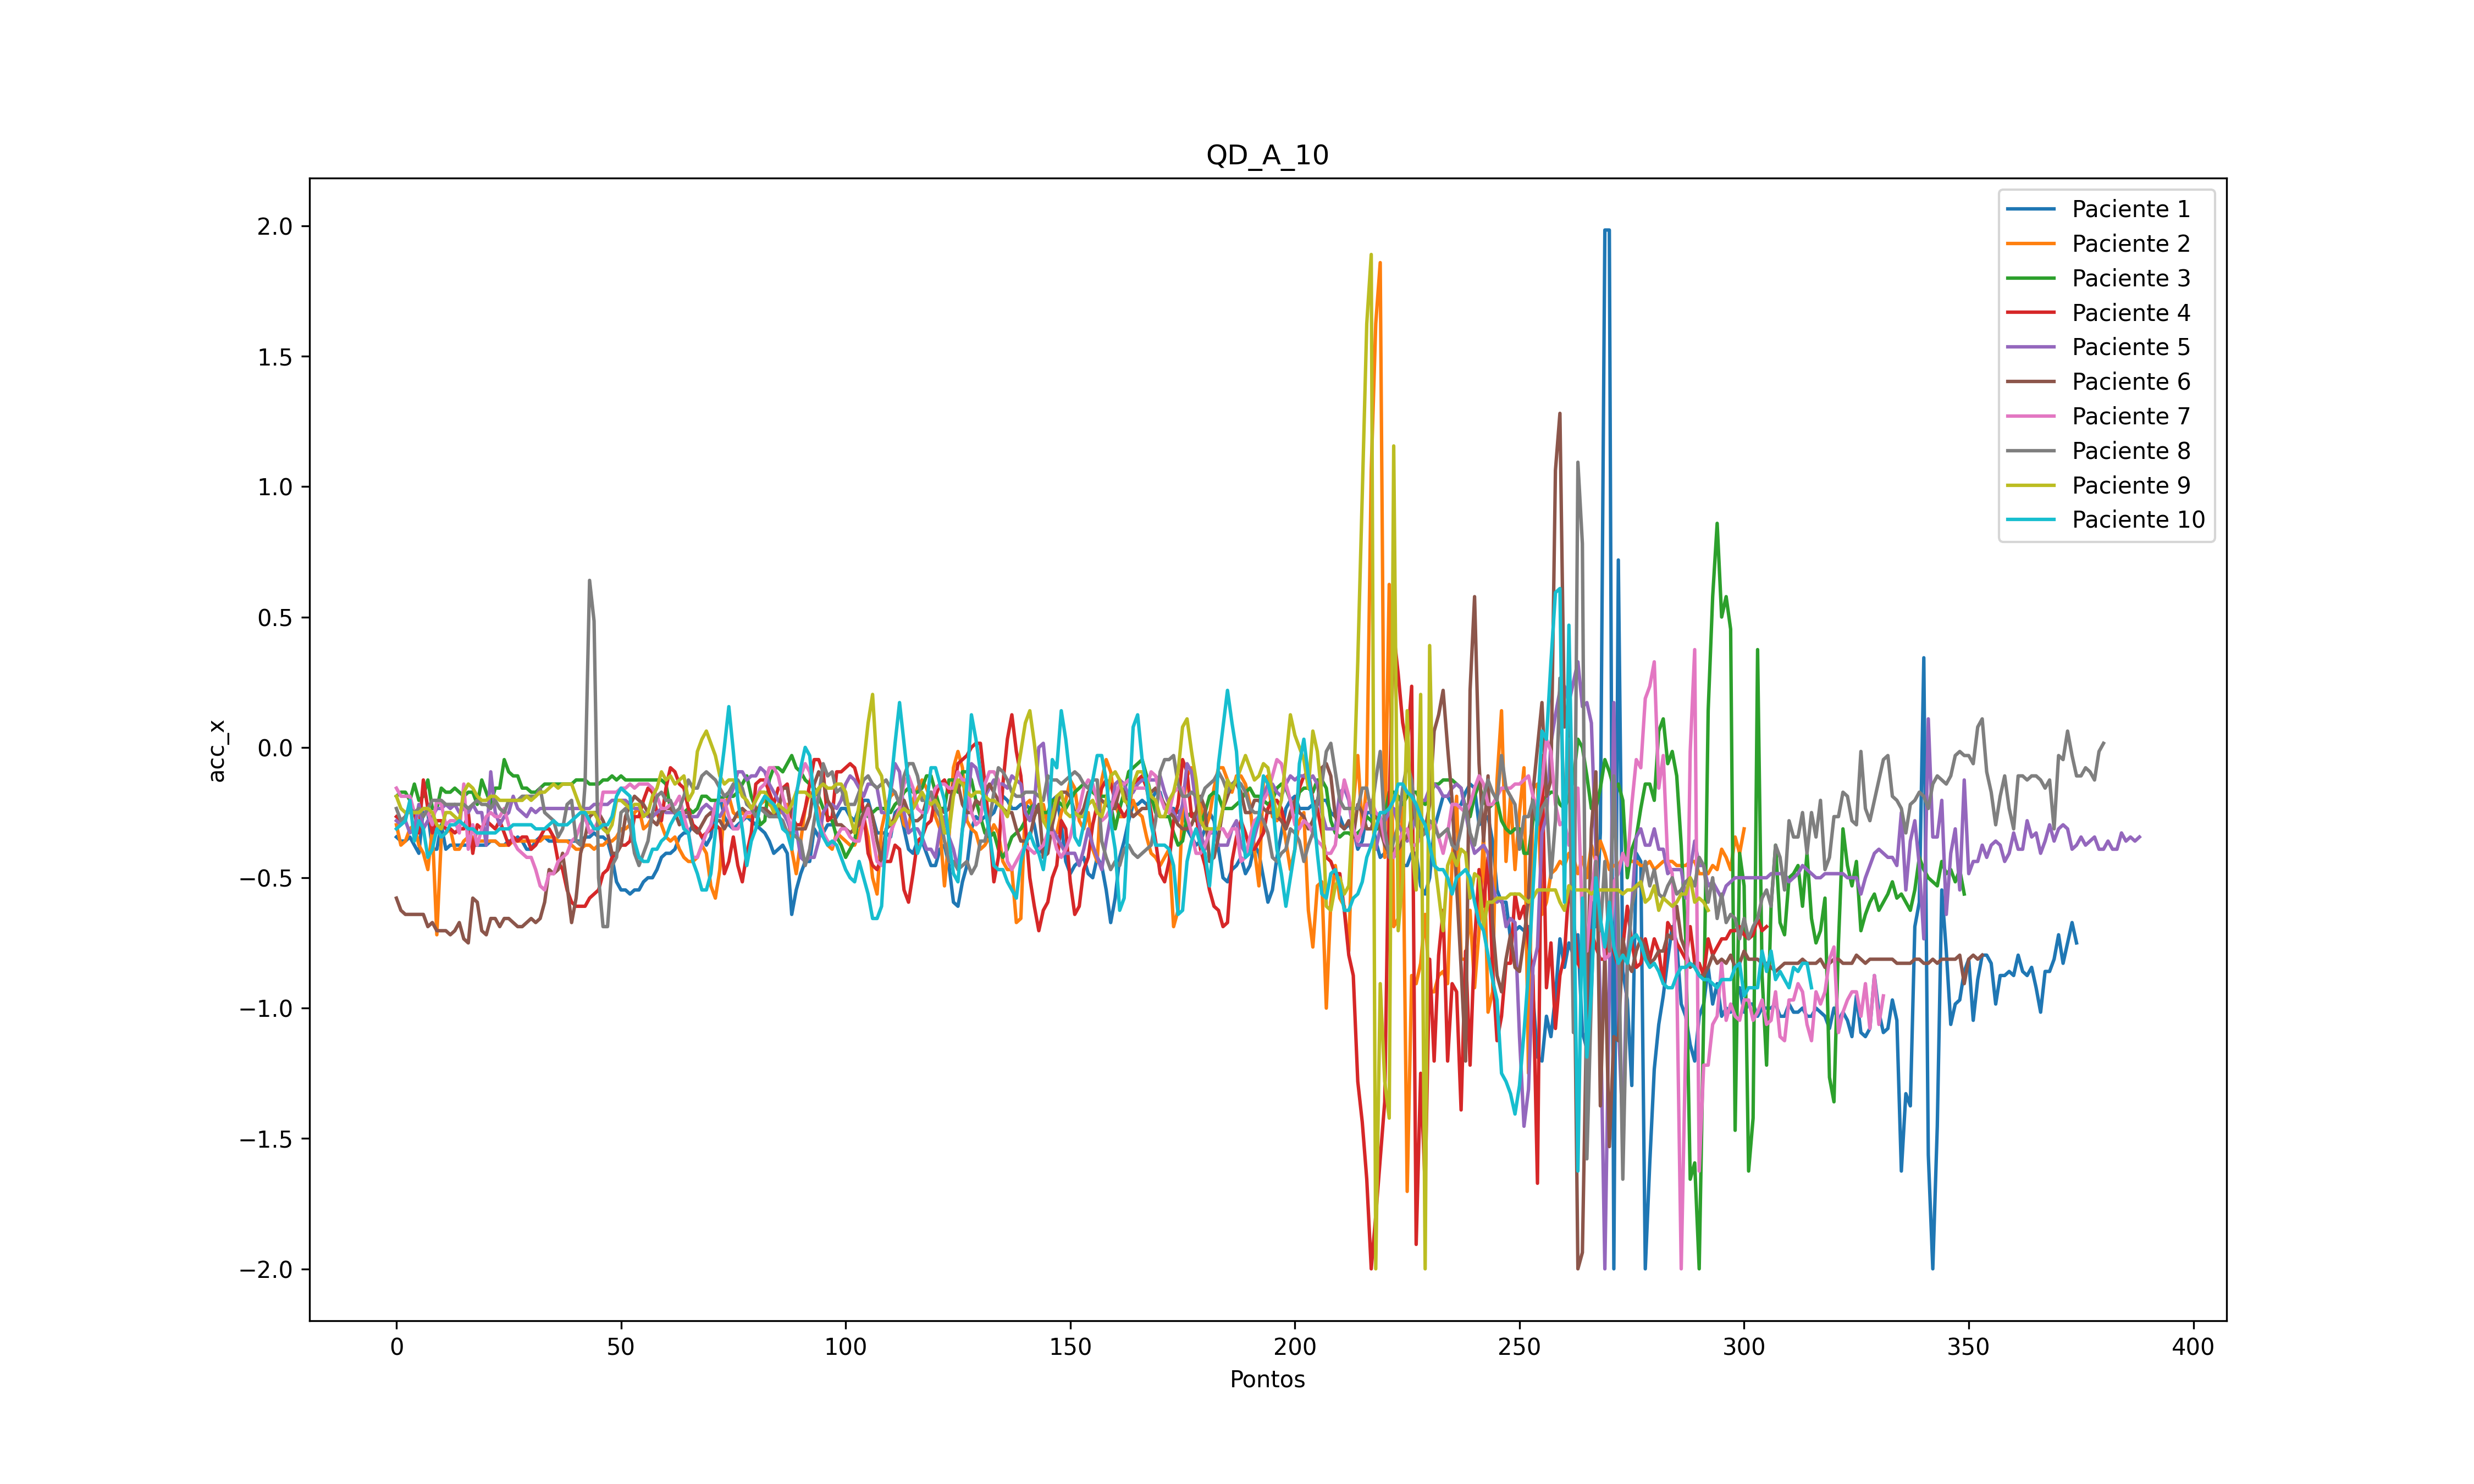 QD_A_10
acc_x
2.0
1.5
1.0
0.5
0.0
−0.5
−1.0
−1.5
−2.0
0 50 100 150 200 250 300 350 400
Pontos
Paciente 1
Paciente 2
Paciente 3
Paciente 4
Paciente 5
Paciente 6
Paciente 7
Paciente 8
Paciente 9
Paciente 10